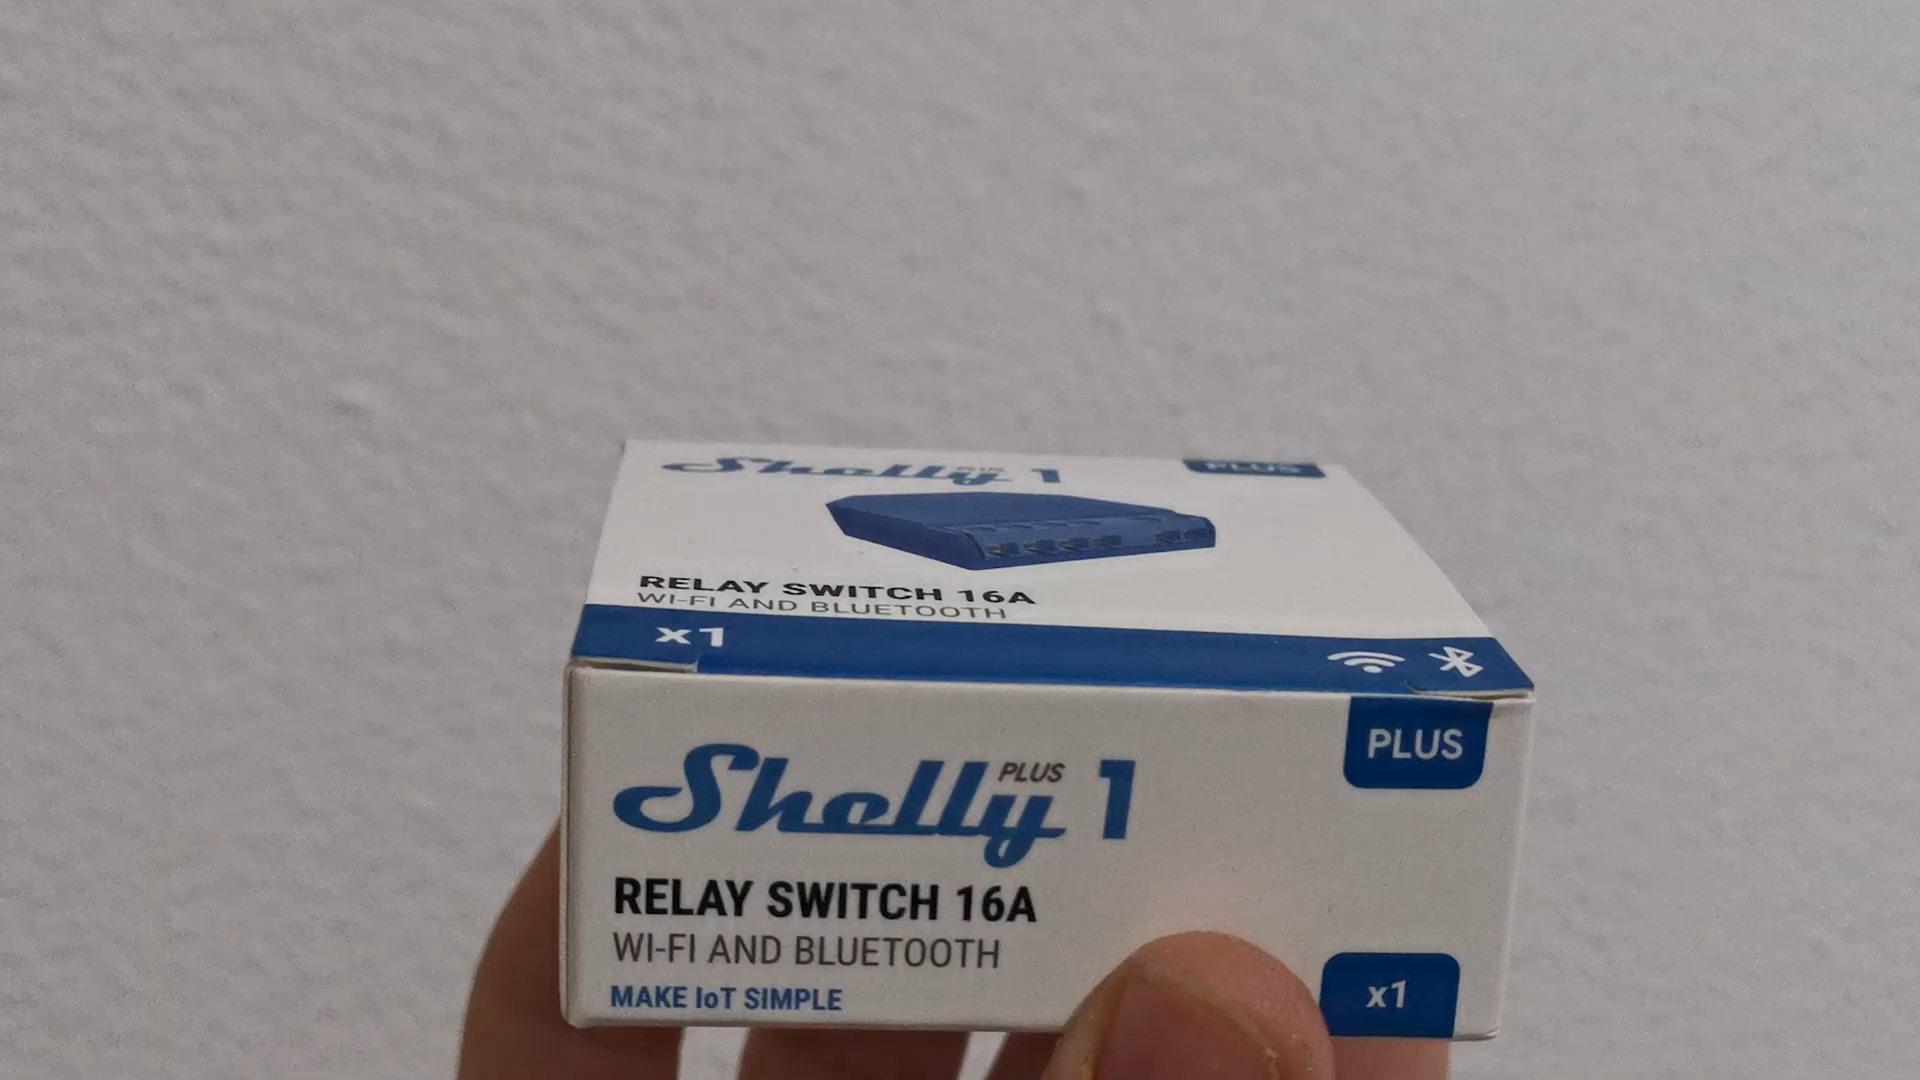 Shelly PLUS 1
PLUS
RELAY SWITCH 16A
WI-FI AND BLUETOOTH
x1
PLUS
Shelly PLUS 1
RELAY SWITCH 16A
WI-FI AND BLUETOOTH
MAKE IoT SIMPLE
x1